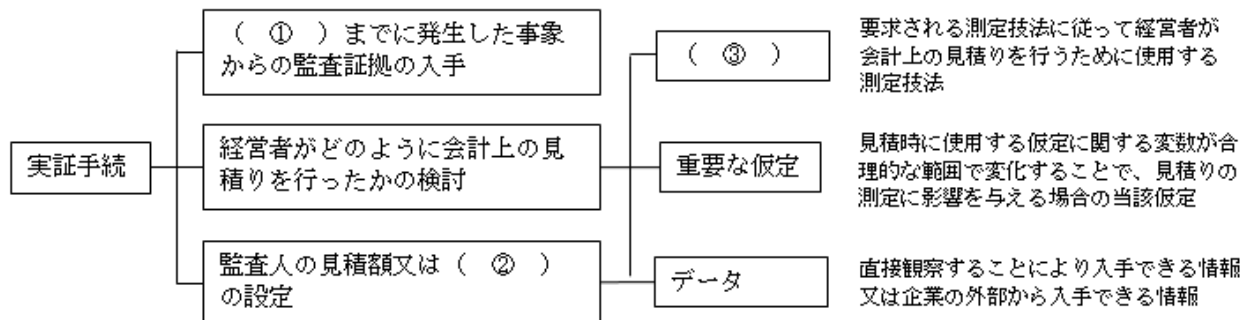 （　①　）までに発生した事象
からの監査証拠の入手
（　③　）
要求される測定技法に従って経営者が
会計上の見積りを行うために使用する
測定技法
実証手続
経営者がどのように会計上の見
積りを行ったかの検討
重要な仮定
見積時に使用する仮定に関する変数が合
理的な範囲で変化することで、見積りの
測定に影響を与える場合の当該仮定
監査人の見積額又は（　②　）
の設定
データ
直接観察することにより入手できる情報
又は企業の外部から入手できる情報